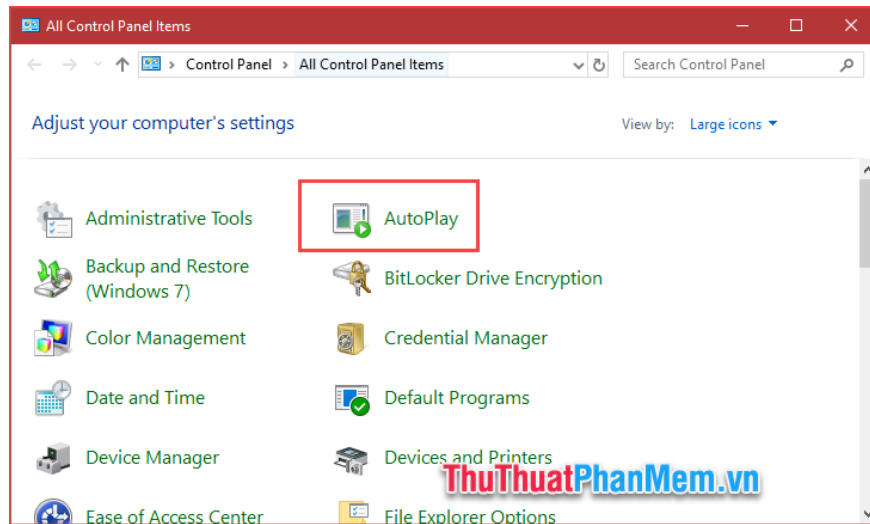 All Control Panel Items
Control Panel > All Control Panel Items
Search Control Panel
Adjust your computer's settings
View by: Large icons
Administrative Tools
AutoPlay
Backup and Restore
(Windows 7)
BitLocker Drive Encryption
Color Management
Credential Manager
Date and Time
Default Programs
Device Manager
Devices and Printers
ThuThuatPhanMem.vn
Ease of Access Center
File Explorer Options